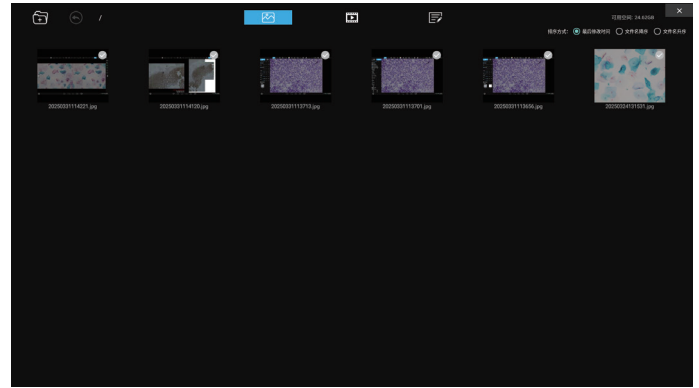 /
可用空间: 24.63GB
×
排序方式: 最后修改时间 文件名降序 文件名升序
20250331114221.jpg
20250331114120.jpg
20250331113713.jpg
20250331113701.jpg
20250331113656.jpg
20250324131531.jpg